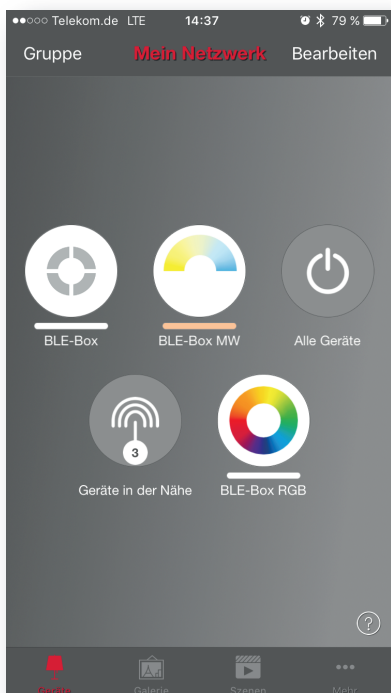 Telekom.de LTE 14:37 79 %
Gruppe Mein Netzwerk Bearbeiten
BLE-Box BLE-Box MW Alle Geräte
3
Geräte in der Nähe BLE-Box RGB
?
Geräte Galerie Szenen Mehr